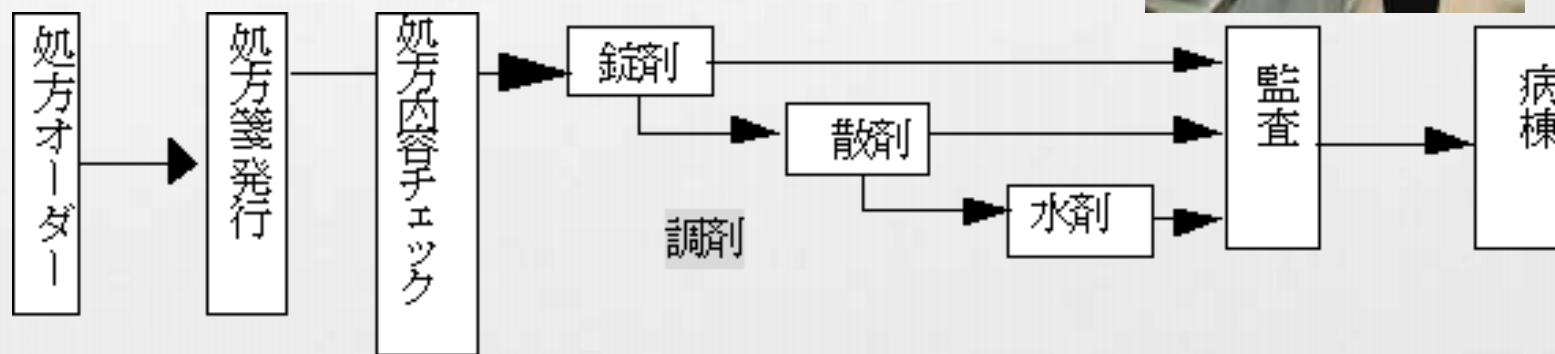 処方オーダー
処方箋発行
処方内容チェック
錠剤
散剤
水剤
調剤
監査
病棟